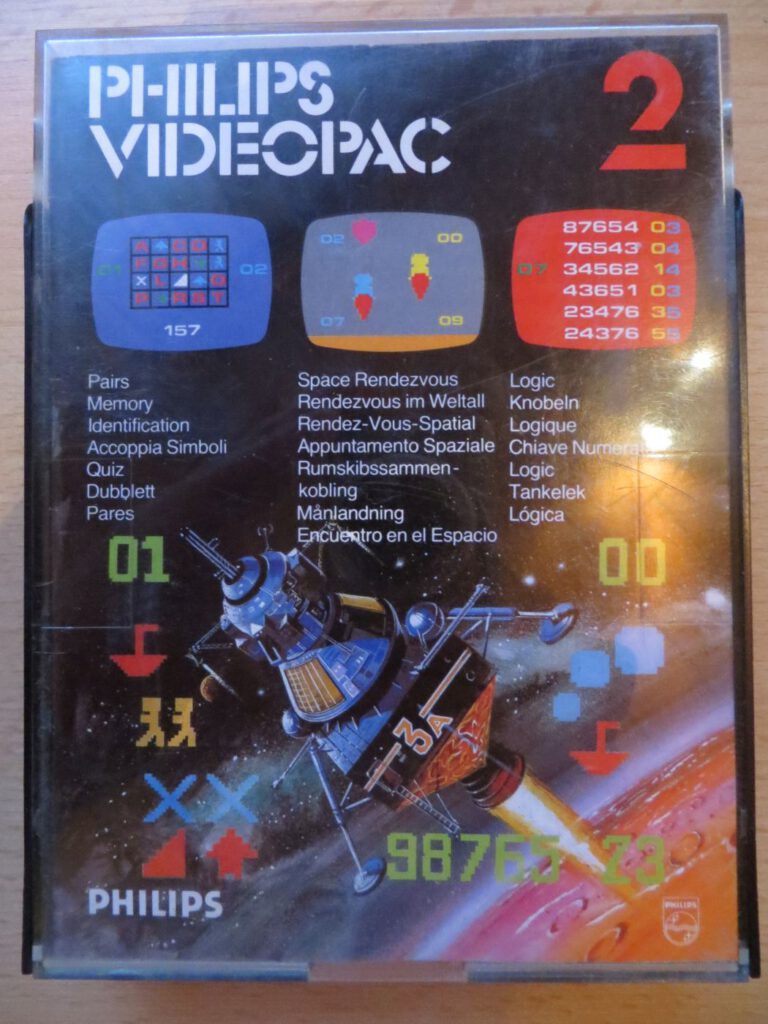 PHILIPS
VIDEOPAC
2
A C D
F G H
X L O
P R S T
01
02
157
02
00
07
09
87654 03
76543 04
07 34562 14
43651 03
23476 35
24376 55
Pairs
Memory
Identification
Accoppia Simboli
Quiz
Dubblett
Pares
Space Rendezvous
Rendezvous im Weltall
Rendez-Vous-Spatial
Appuntamento Spaziale
Rumskibssammen-
kobling
Månlandning
Encuentro en el Espacio
Logic
Knobeln
Logique
Chiave
Logic
Tankelek
Lógica
01
00
3A
98765 73
PHILIPS
PHILIPS